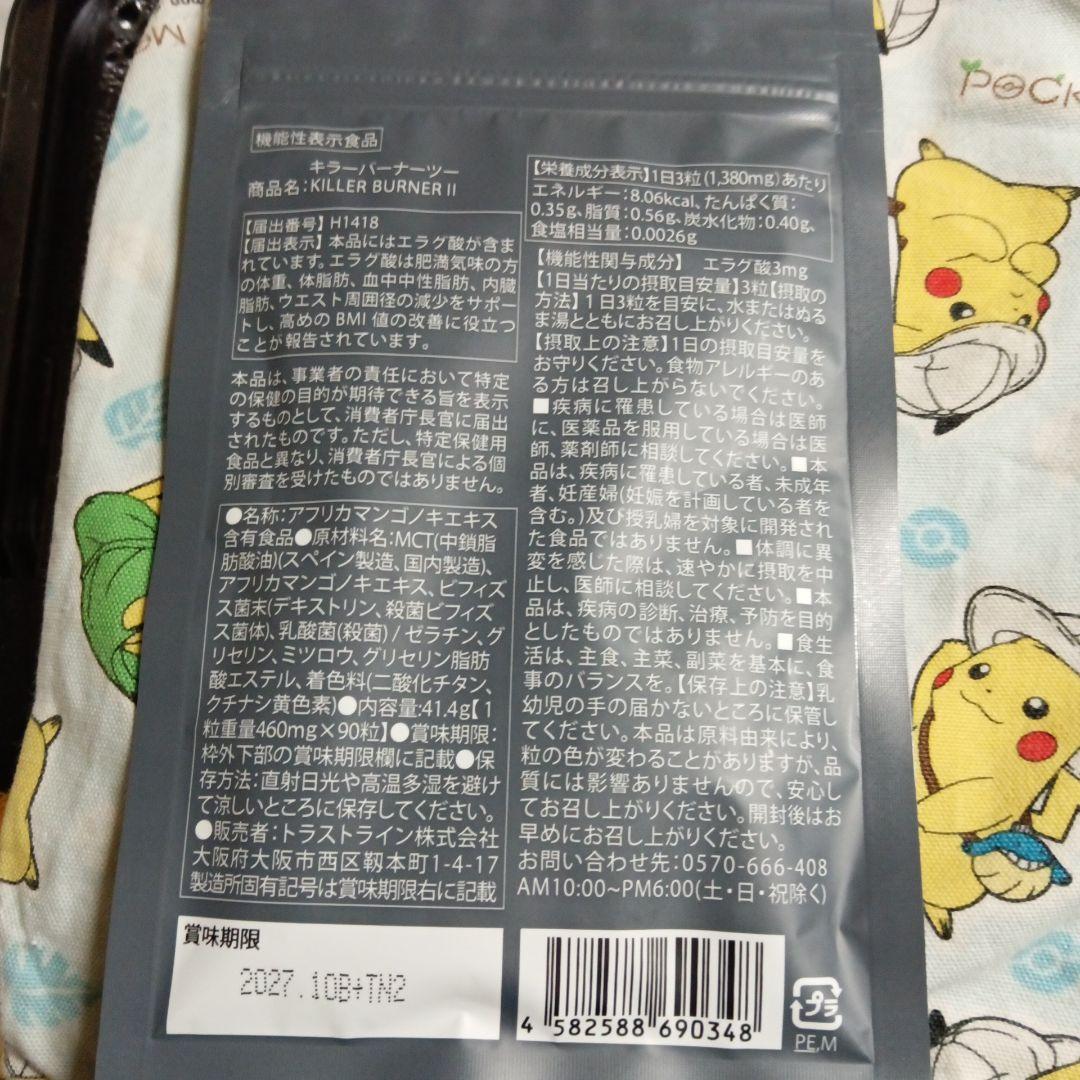 機能性表示食品
キラーバーナーツー
商品名:KILLER BURNER II
【届出番号】H1418
【届出表示】本品にはエラグ酸が含ま
れています。エラグ酸は肥満気味の方
の体重、体脂肪、血中中性脂肪、内臓
脂肪、ウエスト周囲径の減少をサポー
トし、高めのBMI値の改善に役立つ
ことが報告されています。
本品は、事業者の責任において特定
の保健の目的が期待できる旨を表示
するものとして、消費者庁長官に届出
されたものです。ただし、特定保健用
食品と異なり、消費者庁長官による個
別審査を受けたものではありません。
●名称:アフリカマンゴノキエキス
含有食品●原材料名:MCT(中鎖脂
肪酸油)(スペイン製造、国内製造)、
アフリカマンゴノキエキス、ビフィズ
ス菌末(デキストリン、殺菌ビフィズ
ス菌体)、乳酸菌(殺菌)/ゼラチン、グ
リセリン、ミツロウ、グリセリン脂肪
酸エステル、着色料(二酸化チタン、
クチナシ黄色素)●内容量:41.4g【1
粒重量460mg×90粒】●賞味期限:
枠外下部の賞味期限欄に記載●保
存方法:直射日光や高温多湿を避け
て涼しいところに保存してください。
●販売者:トラストライン株式会社
大阪府大阪市西区靱本町1-4-17
製造所固有記号は賞味期限右に記載
【栄養成分表示】1日3粒(1,380mg)あたり
エネルギー:8.06kcal、たんぱく質:
0.35g、脂質:0.56g、炭水化物:0.40g、
食塩相当量:0.0026g
【機能性関与成分】 エラグ酸3mg
【1日当たりの摂取目安量】3粒【摂取の
方法】1日3粒を目安に、水またはぬる
ま湯とともにお召し上がりください。
【摂取上の注意】1日の摂取目安量を
お守りください。食物アレルギーのあ
る方は召し上がらないでください。
■疾病に罹患している場合は医師
に、医薬品を服用している場合は医
師、薬剤師に相談してください。■本
品は、疾病に罹患している者、未成年
者、妊産婦(妊娠を計画している者を
含む。)及び授乳婦を対象に開発され
た食品ではありません。■体調に異
変を感じた際は、速やかに摂取を中
止し、医師に相談してください。■本
品は、疾病の診断、治療、予防を目的
としたものではありません。■食生
活は、主食、主菜、副菜を基本に、食
事のバランスを。【保存上の注意】乳
幼児の手の届かないところに保管し
てください。本品は原料由来により、
粒の色が変わることがありますが、品
質には影響ありませんので、安心し
てお召し上がりください。開封後はお
早めにお召し上がりください。
お問い合わせ先:0570-666-408
AM10:00~PM6:00(土・日・祝除く)
賞味期限
2027.10B+TN2
4 582588 690348
プラ
PE,M
POCK